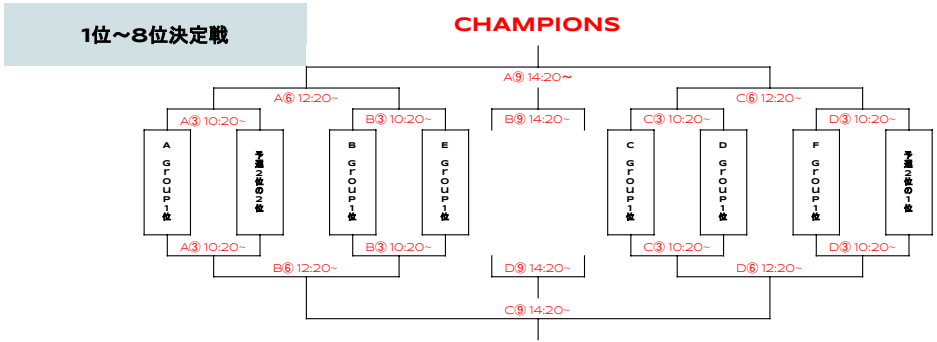 1位～8位決定戦
CHAMPIONS
A⑨ 14:20～
A⑥ 12:20~
C⑥ 12:20~
A③ 10:20~
B③ 10:20~
B⑨ 14:20~
C③ 10:20~
D③ 10:20~
A Group1位
予選2位の2位
B Group1位
E Group1位
C Group1位
D Group1位
F Group1位
予選2位の1位
A③ 10:20~
B③ 10:20~
C③ 10:20~
D③ 10:20~
B⑥ 12:20~
D⑨ 14:20~
D⑥ 12:20~
C⑨ 14:20~